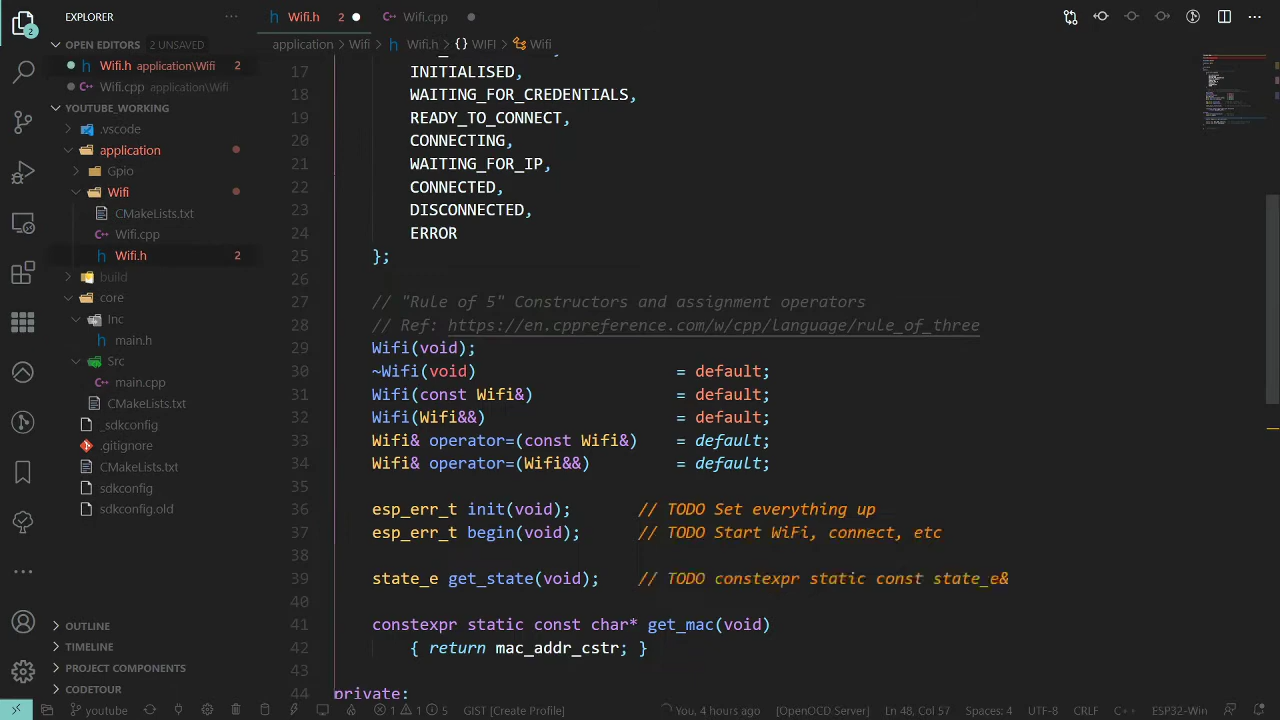 EXPLORER
Wifi.h 2
Wifi.cpp
OPEN EDITORS 2 UNSAVED
application > Wifi > Wifi.h > {} WIFI > Wifi
Wifi.h application\Wifi 2
Wifi.cpp application\Wifi
YOUTUBE_WORKING
.vscode
application
Gpio
Wifi
CMakeLists.txt
Wifi.cpp
Wifi.h 2
build
core
Inc
main.h
Src
main.cpp
CMakeLists.txt
_sdkconfig
.gitignore
CMakeLists.txt
sdkconfig
sdkconfig.old
OUTLINE
TIMELINE
PROJECT COMPONENTS
CODETOUR
17 INITIALISED,
18 WAITING_FOR_CREDENTIALS,
19 READY_TO_CONNECT,
20 CONNECTING,
21 WAITING_FOR_IP,
22 CONNECTED,
23 DISCONNECTED,
24 ERROR
25 };
26
27 // "Rule of 5" Constructors and assignment operators
28 // Ref: https://en.cppreference.com/w/cpp/language/rule_of_three
29 Wifi(void);
30 ~Wifi(void) = default;
31 Wifi(const Wifi&) = default;
32 Wifi(Wifi&&) = default;
33 Wifi& operator=(const Wifi&) = default;
34 Wifi& operator=(Wifi&&) = default;
35
36 esp_err_t init(void); // TODO Set everything up
37 esp_err_t begin(void); // TODO Start WiFi, connect, etc
38
39 state_e get_state(void); // TODO constexpr static const state_e&
40
41 constexpr static const char* get_mac(void)
42 { return mac_addr_cstr; }
43
44 private:
youtube 1 1 5 GIST [Create Profile] You, 4 hours ago [OpenOCD Server] Ln 48, Col 57 Spaces: 4 UTF-8 CRLF C++ ESP32-Win